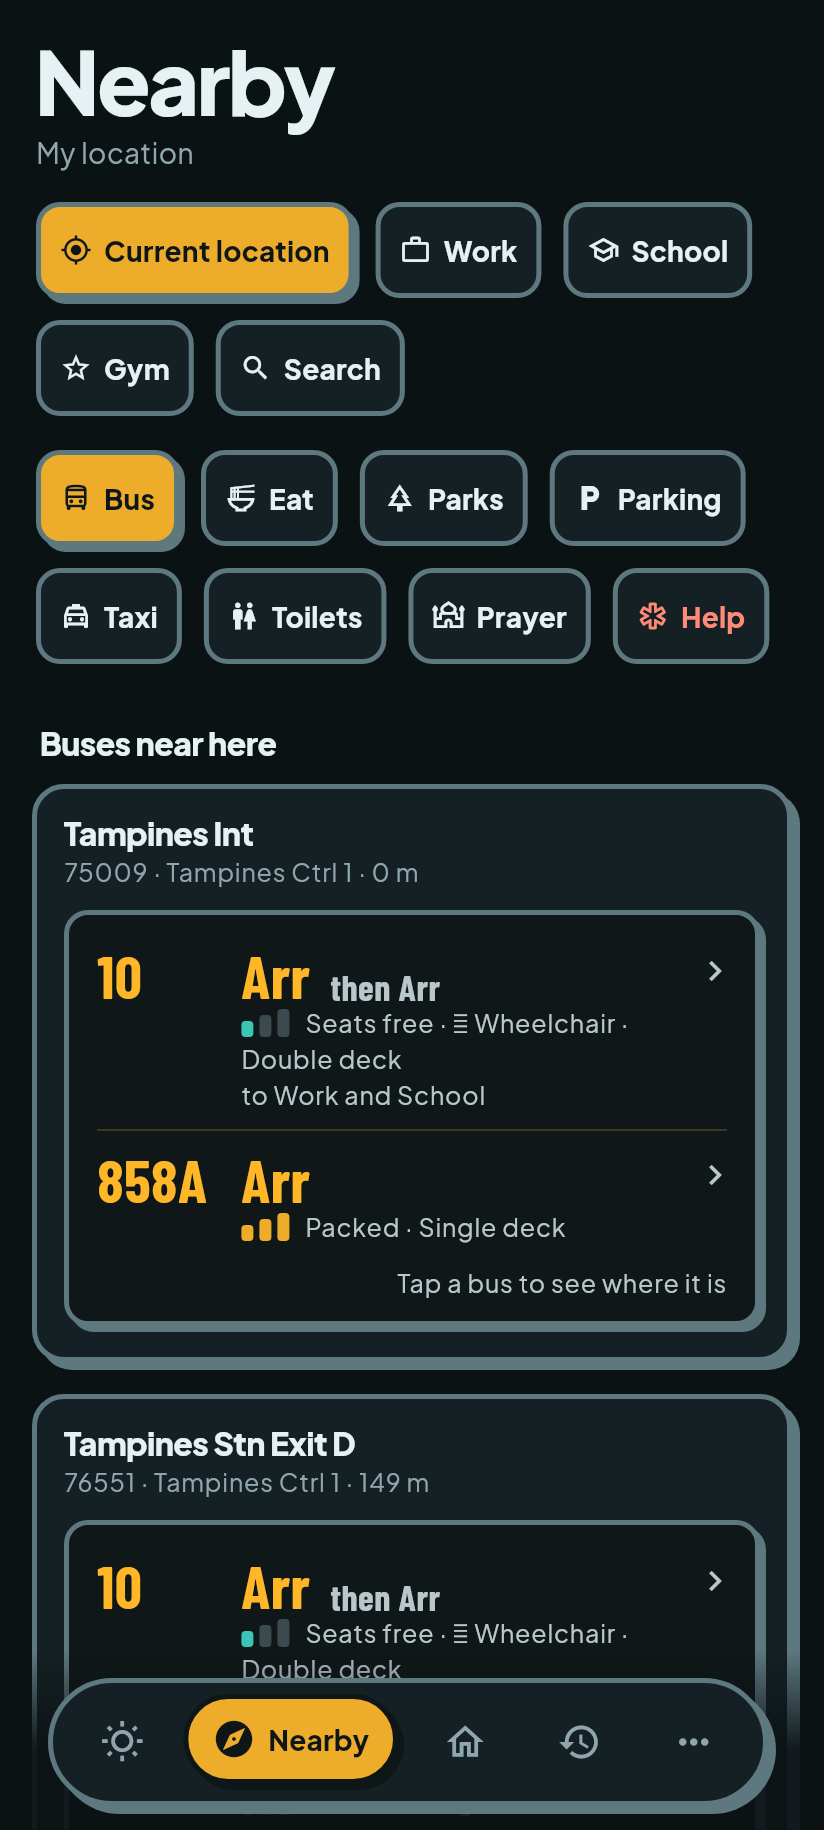 Nearby
My location
Current location
Work
School
Gym
Search
Bus
Eat
Parks
P Parking
Taxi
Toilets
Prayer
Help
Buses near here
Tampines Int
75009 · Tampines Ctrl 1 · 0 m
10 Arr then Arr
Seats free · Wheelchair ·
Double deck
to Work and School
858A Arr
Packed · Single deck
Tap a bus to see where it is
Tampines Stn Exit D
76551 · Tampines Ctrl 1 · 149 m
10 Arr then Arr
Seats free · Wheelchair ·
Double deck
Nearby